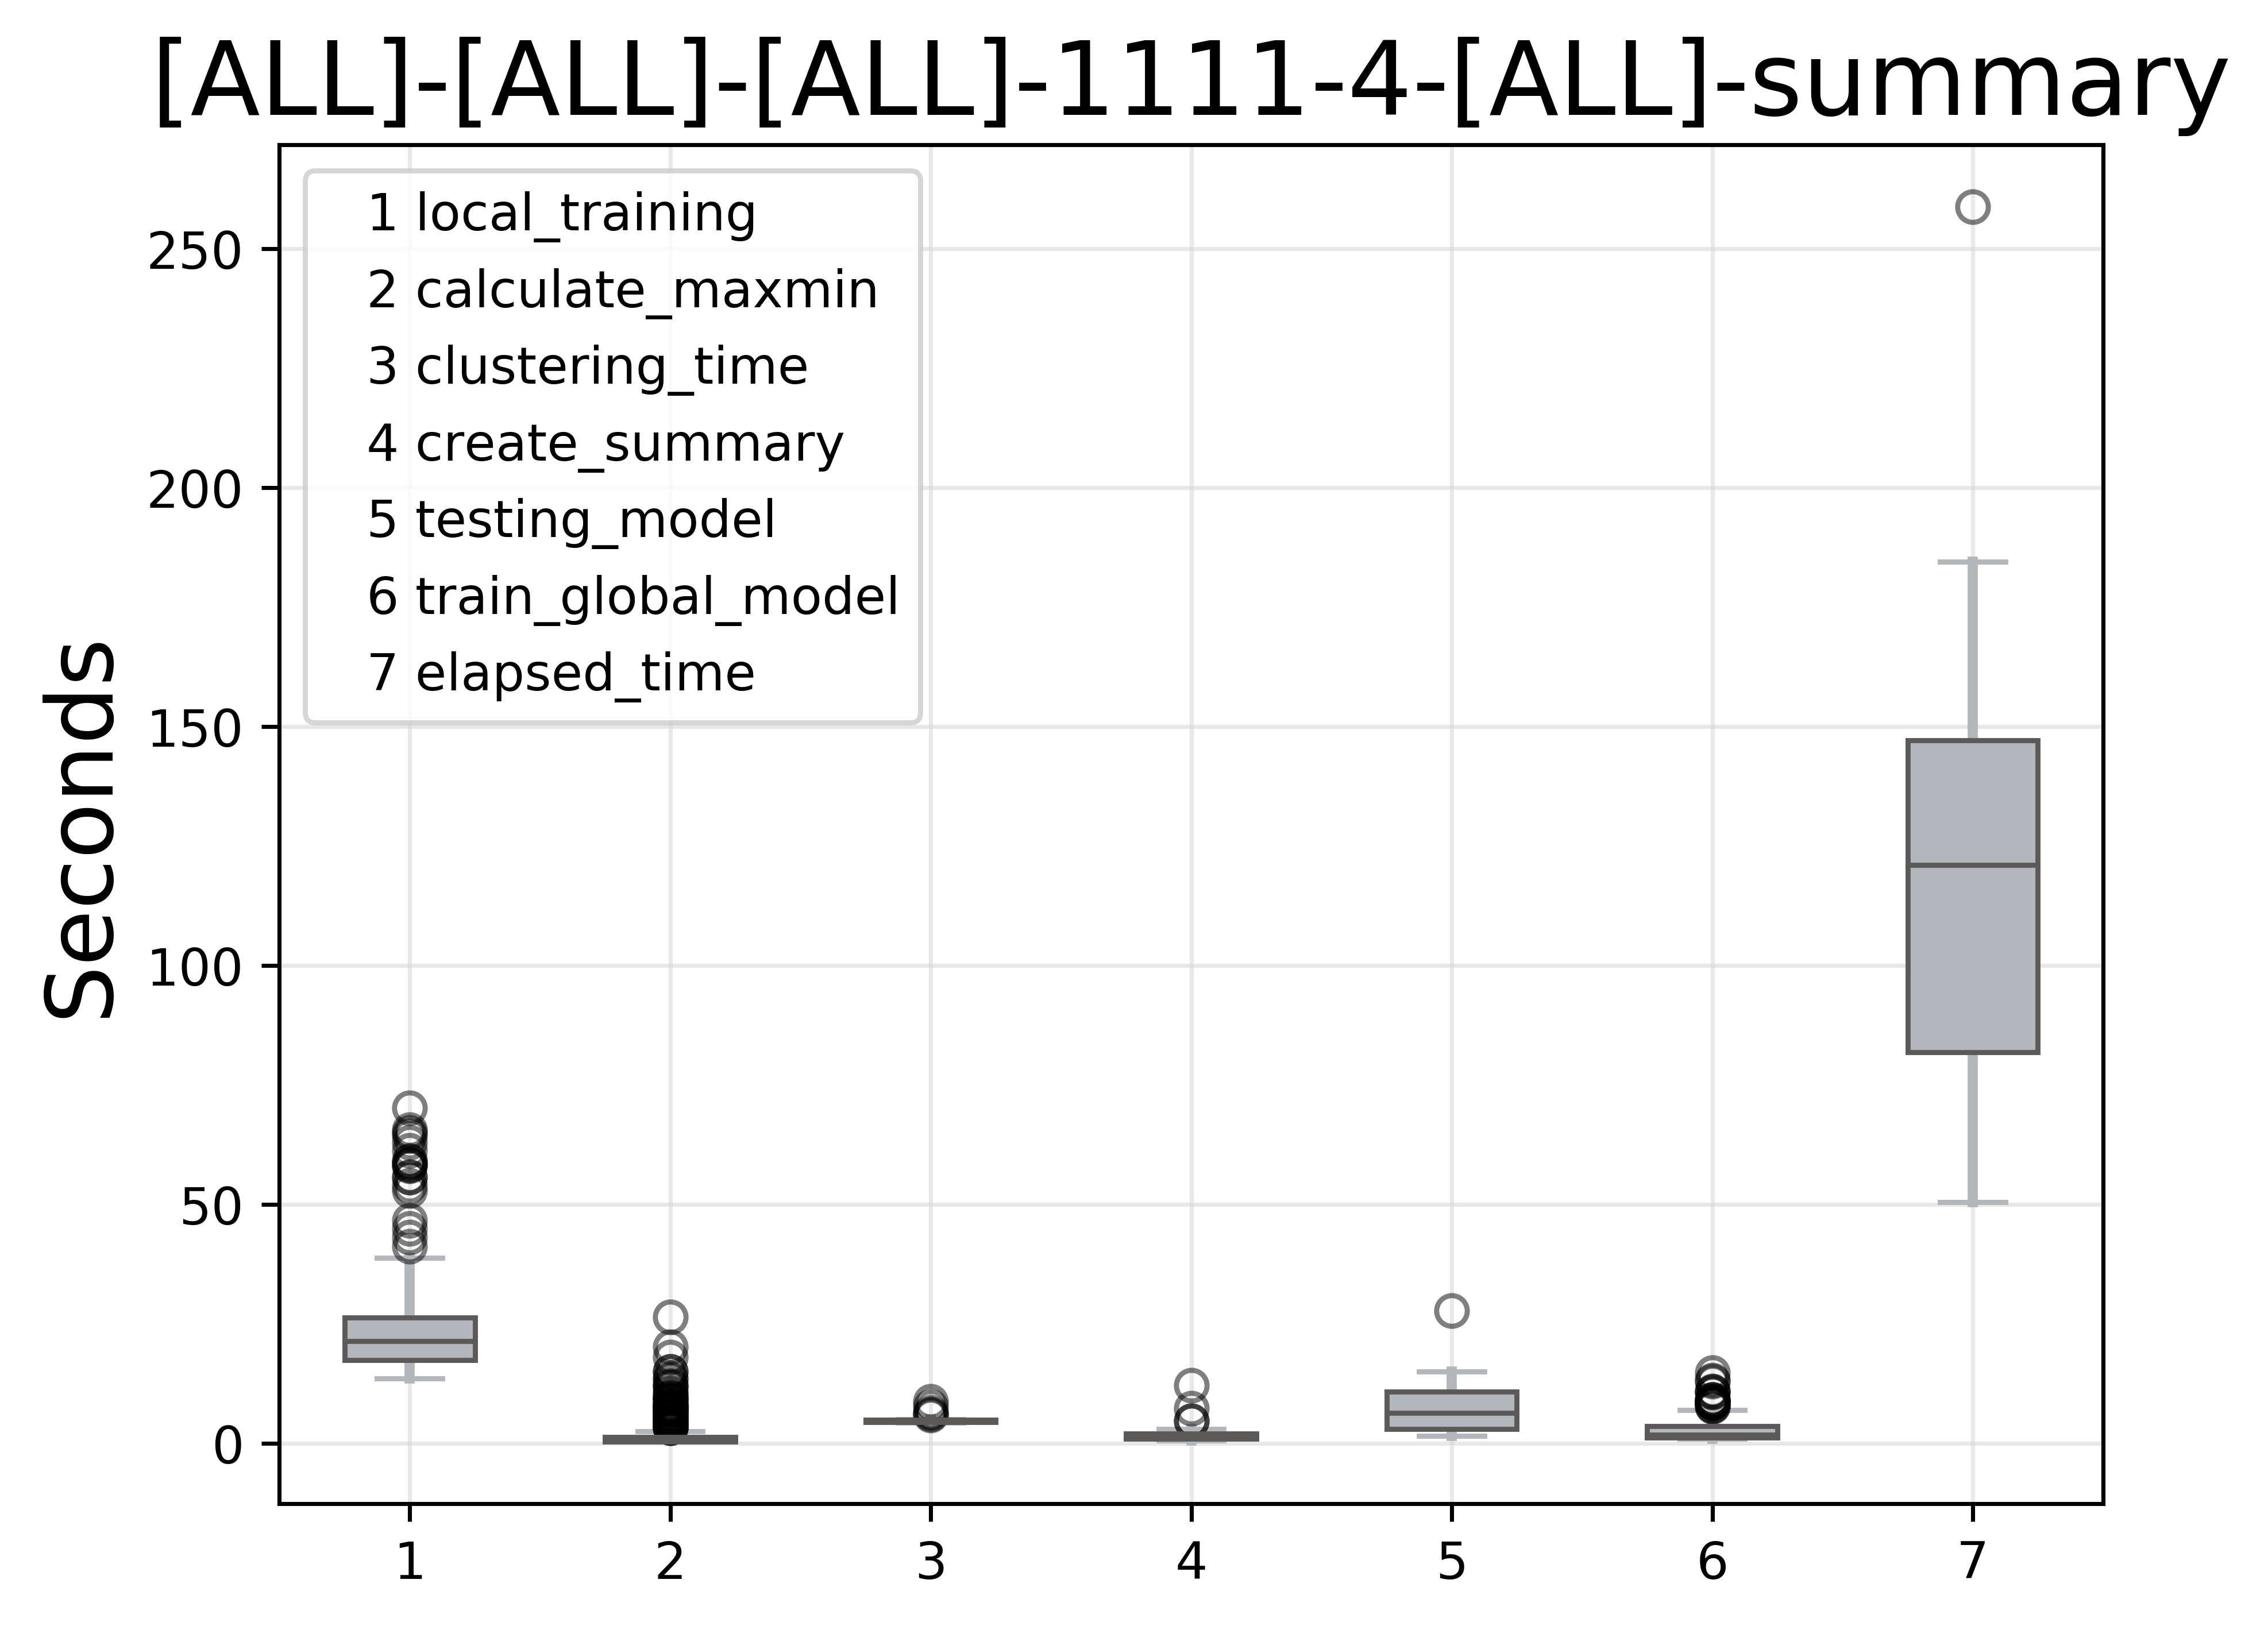 [ALL]-[ALL]-[ALL]-1111-4-[ALL]-summary
1 local_training
2 calculate_maxmin
3 clustering_time
4 create_summary
5 testing_model
6 train_global_model
7 elapsed_time
Seconds
250
200
150
100
50
0
1 2 3 4 5 6 7